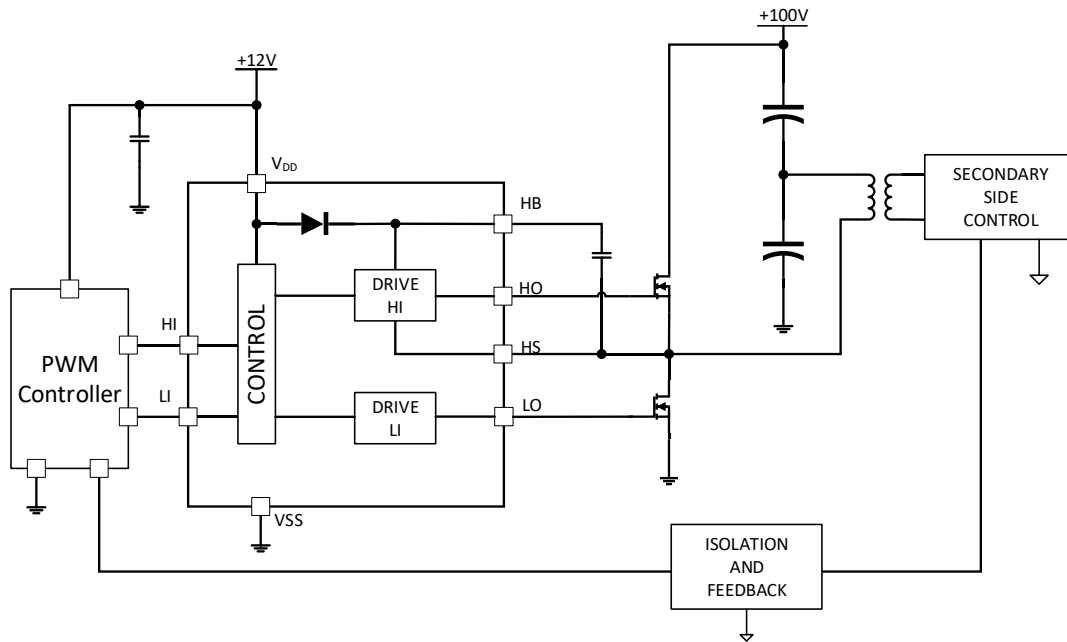 +100V
+12V
VDD
HB
SECONDARY
SIDE
CONTROL
DRIVE
HI
HO
HI
CONTROL
HS
PWM
Controller
LI
DRIVE
LI
LO
VSS
ISOLATION
AND
FEEDBACK